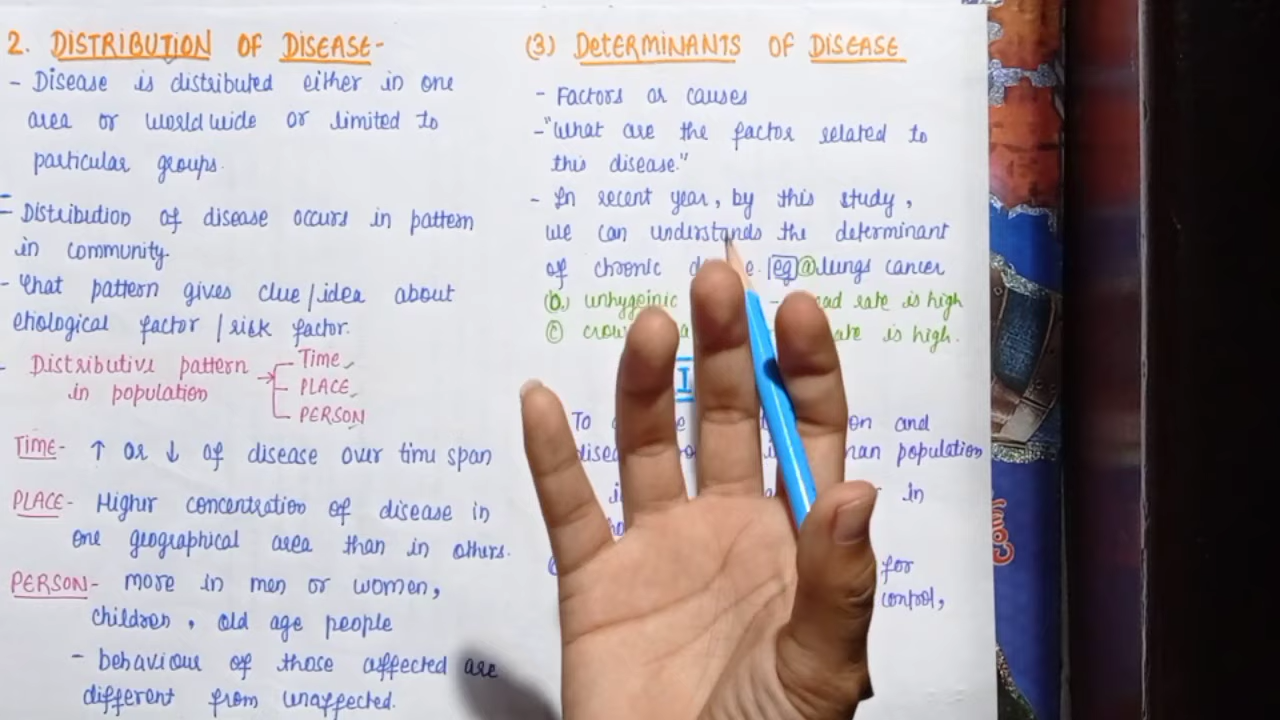 2. DISTRIBUTION OF DISEASE-
- Disease is distributed either in one
area or world wide or limited to
particular groups.
- Distribution of disease occurs in pattern
in community.
- That pattern gives clue/idea about
etiological factor / risk factor.
- Distributive pattern
in population
Time
PLACE
PERSON
TIME- ↑ or ↓ of disease over time span
PLACE- Higher concentration of disease in
one geographical area than in others.
PERSON- more in men or women,
children, old age people
- behaviour of those affected are
different from unaffected.
(3) DETERMINANTS OF DISEASE
- Factors or causes
-"What are the factor related to
this disease."
- In recent year, by this study,
we can understands the determinant
of chronic eg @ lungs cancer
(b.) unhygeinic rate is high
(c) is high.
To and
population
in
for
control,